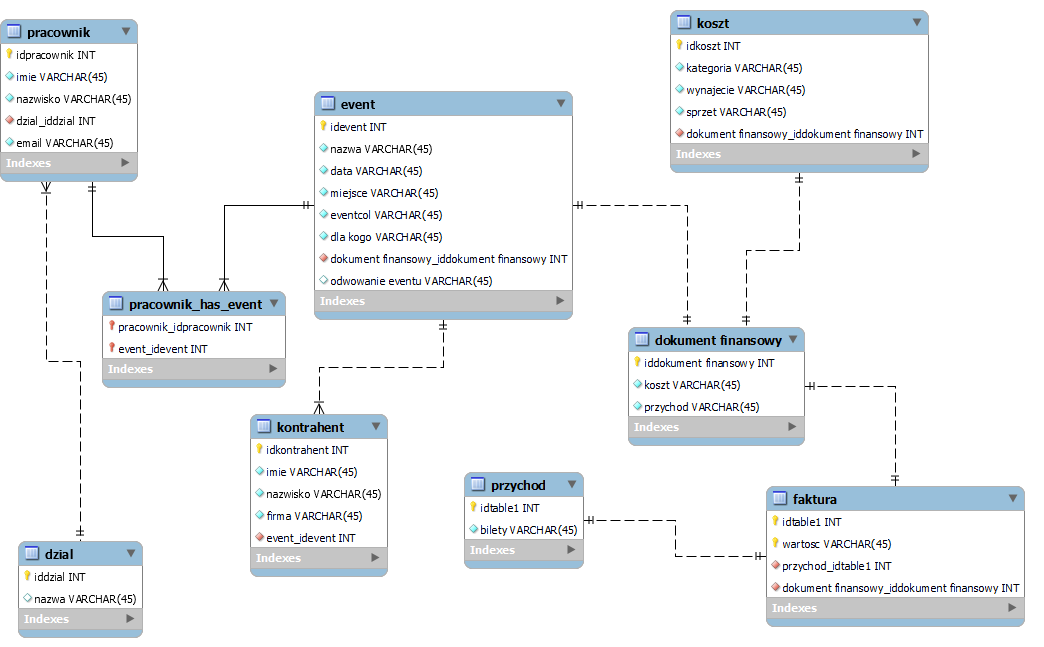 pracownik
idpracownik INT
imie VARCHAR(45)
nazwisko VARCHAR(45)
dzial_iddzial INT
email VARCHAR(45)
Indexes
koszt
idkoszt INT
kategoria VARCHAR(45)
wynajecie VARCHAR(45)
sprzet VARCHAR(45)
dokument finansowy_iddokument finansowy INT
Indexes
event
idevent INT
nazwa VARCHAR(45)
data VARCHAR(45)
miejsce VARCHAR(45)
eventcol VARCHAR(45)
dla kogo VARCHAR(45)
dokument finansowy_iddokument finansowy INT
odwowanie eventu VARCHAR(45)
Indexes
pracownik_has_event
pracownik_idpracownik INT
event_idevent INT
Indexes
dokument finansowy
iddokument finansowy INT
koszt VARCHAR(45)
przychod VARCHAR(45)
Indexes
kontrahent
idkontrahent INT
imie VARCHAR(45)
nazwisko VARCHAR(45)
firma VARCHAR(45)
event_idevent INT
Indexes
przychod
idtable1 INT
bilety VARCHAR(45)
Indexes
faktura
idtable1 INT
wartosc VARCHAR(45)
przychod_idtable1 INT
dokument finansowy_iddokument finansowy INT
Indexes
dzial
iddzial INT
nazwa VARCHAR(45)
Indexes